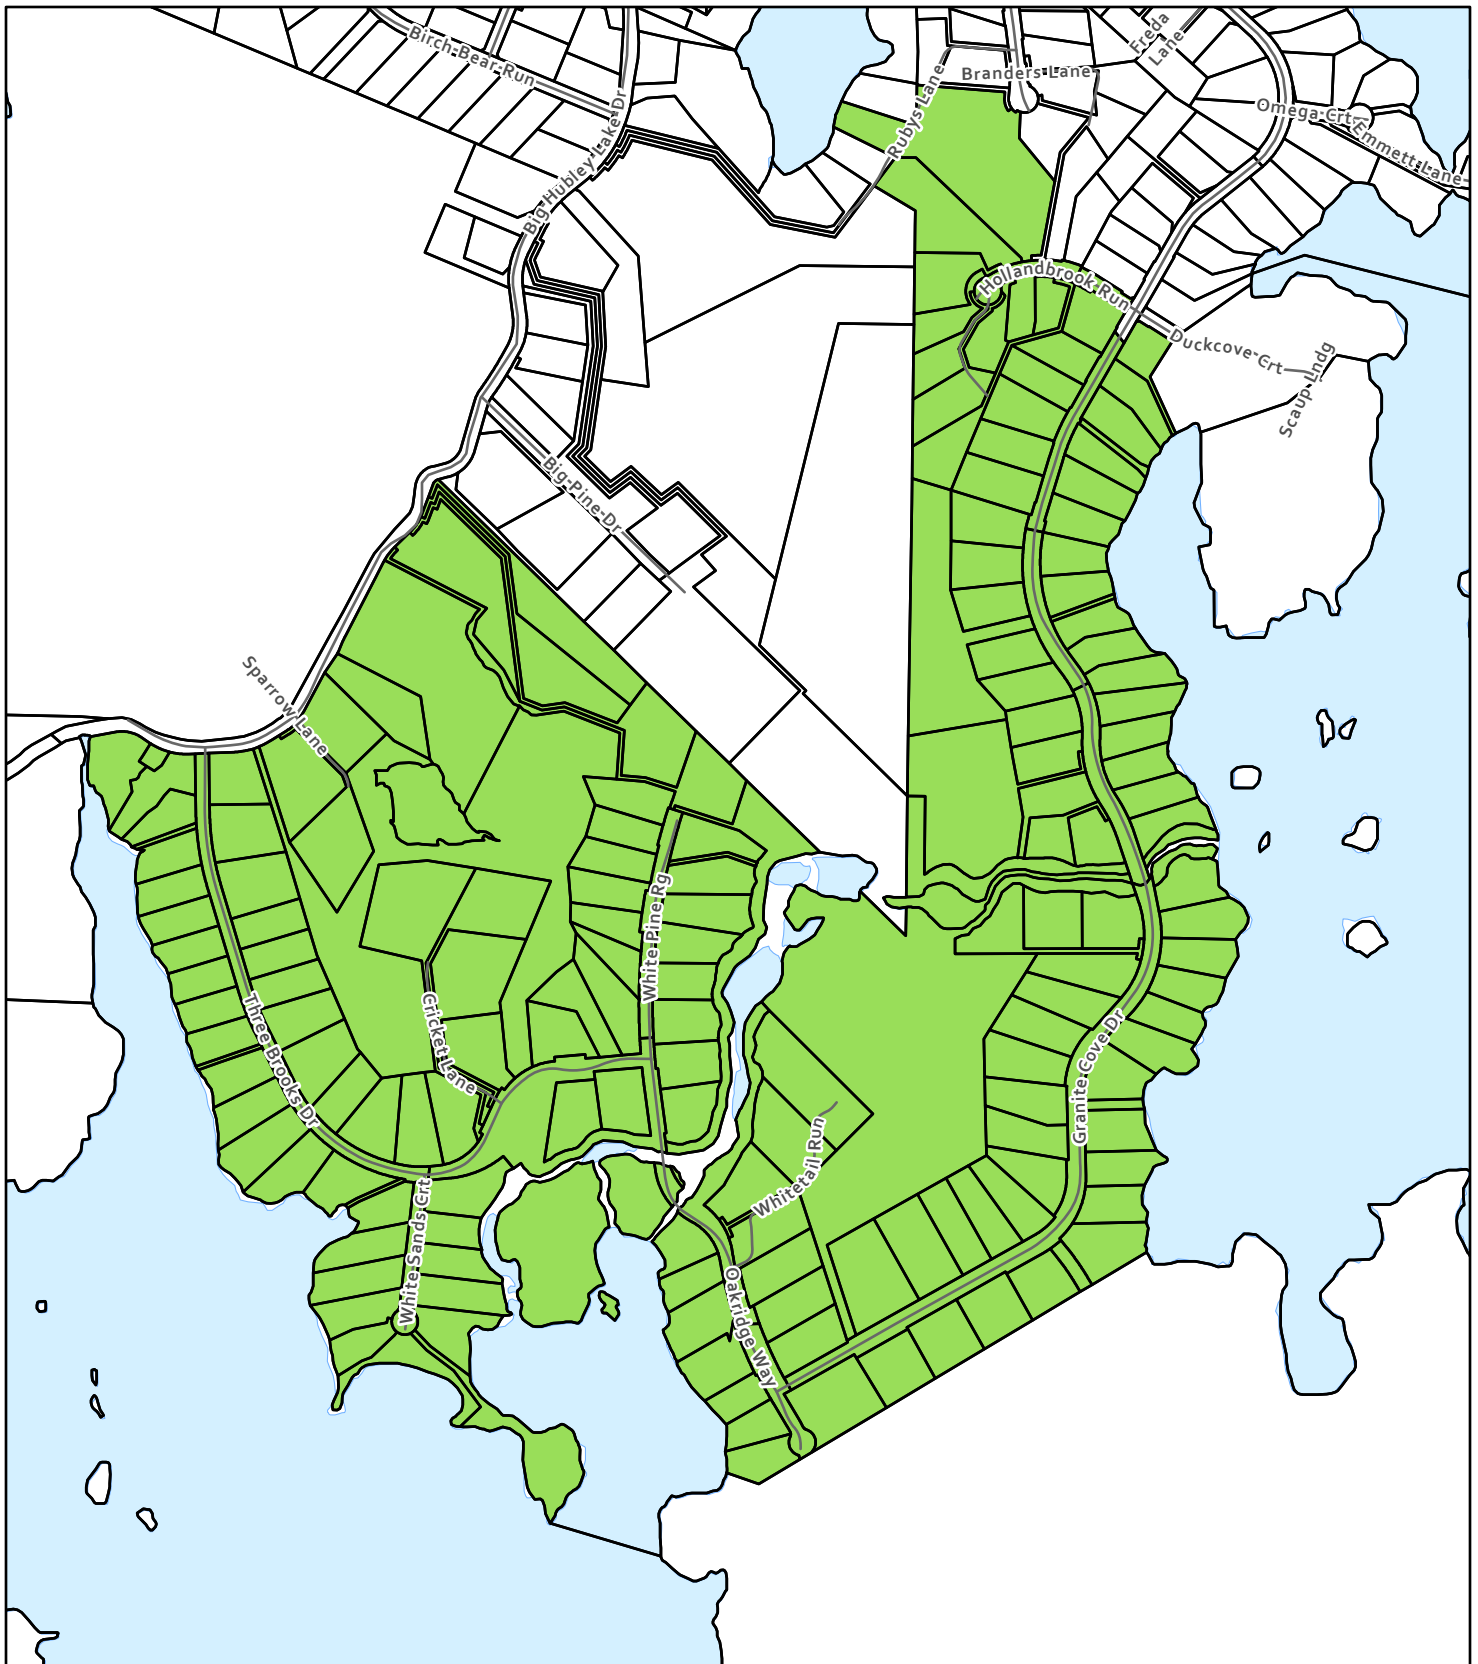 Birch Bear Run
Freda
Lane
Branders Lane
Rubys Lane
Omega Crt
Emmett Lane
Big Hubley Lake Dr
Hollandbrook Run
Duckcove Crt
Scaup Lndg
Big Pine Dr
Sparrow Lane
White Pine Rg
Cricket Lane
Three Brooks Dr
Granite Cove Dr
Whitetail Run
White Sands Crt
Oakridge Way